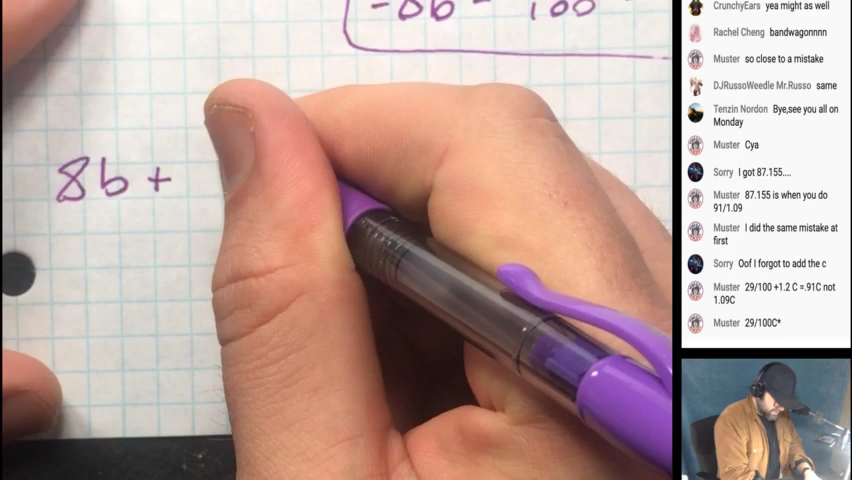 -8b - 100 -
8b +
CrunchyEars yea might as well
Rachel Cheng bandwagonnnn
Muster so close to a mistake
DJRussoWeedle Mr.Russo same
Tenzin Nordon Bye,see you all on
Monday
Muster Cya
Sorry I got 87.155....
Muster 87.155 is when you do
91/1.09
Muster I did the same mistake at
first
Sorry Oof I forgot to add the c
Muster 29/100 +1.2 C =.91C not
1.09C
Muster 29/100C*